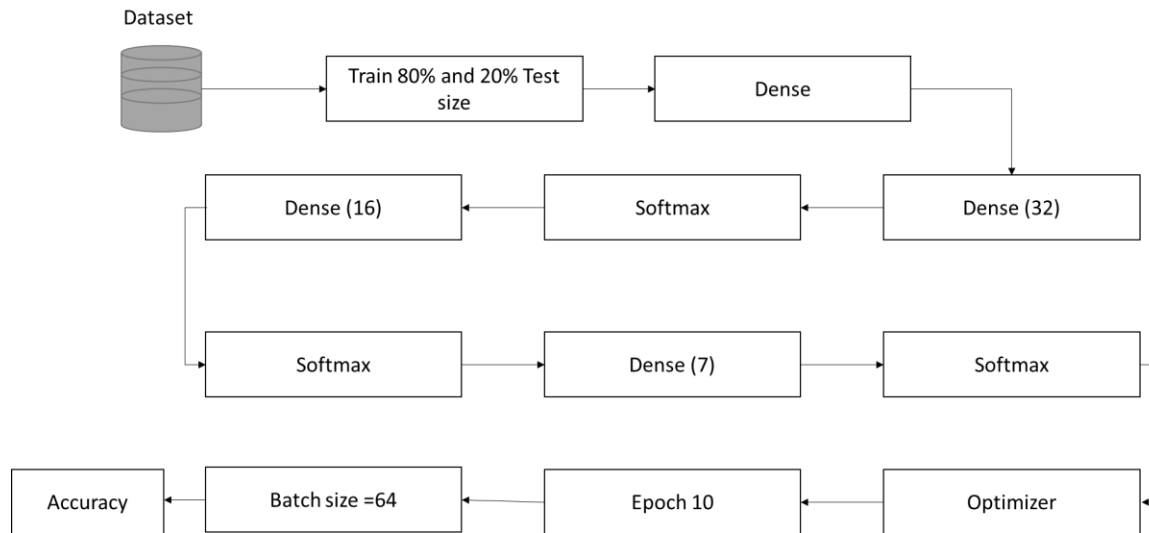 Dataset
Train 80% and 20% Test
size
Dense
Dense (32)
Softmax
Dense (16)
Softmax
Dense (7)
Softmax
Optimizer
Epoch 10
Batch size =64
Accuracy